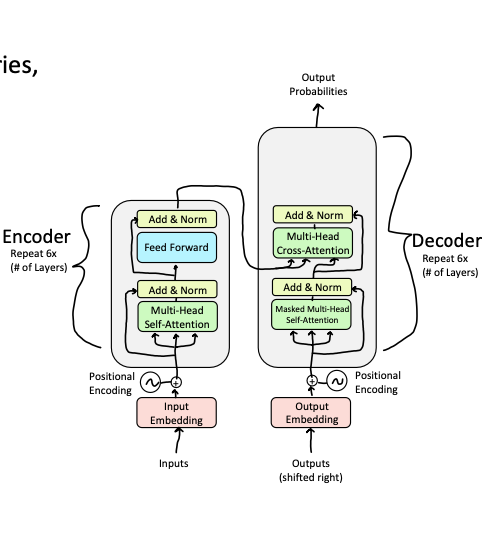 ries,
Output
Probabilities
Add & Norm
Feed Forward
Add & Norm
Multi-Head
Self-Attention
Encoder
Repeat 6x
(# of Layers)
Positional
Encoding
Input
Embedding
Inputs
Add & Norm
Multi-Head
Cross-Attention
Add & Norm
Masked Multi-Head
Self-Attention
Decoder
Repeat 6x
(# of Layers)
Positional
Encoding
Output
Embedding
Outputs
(shifted right)